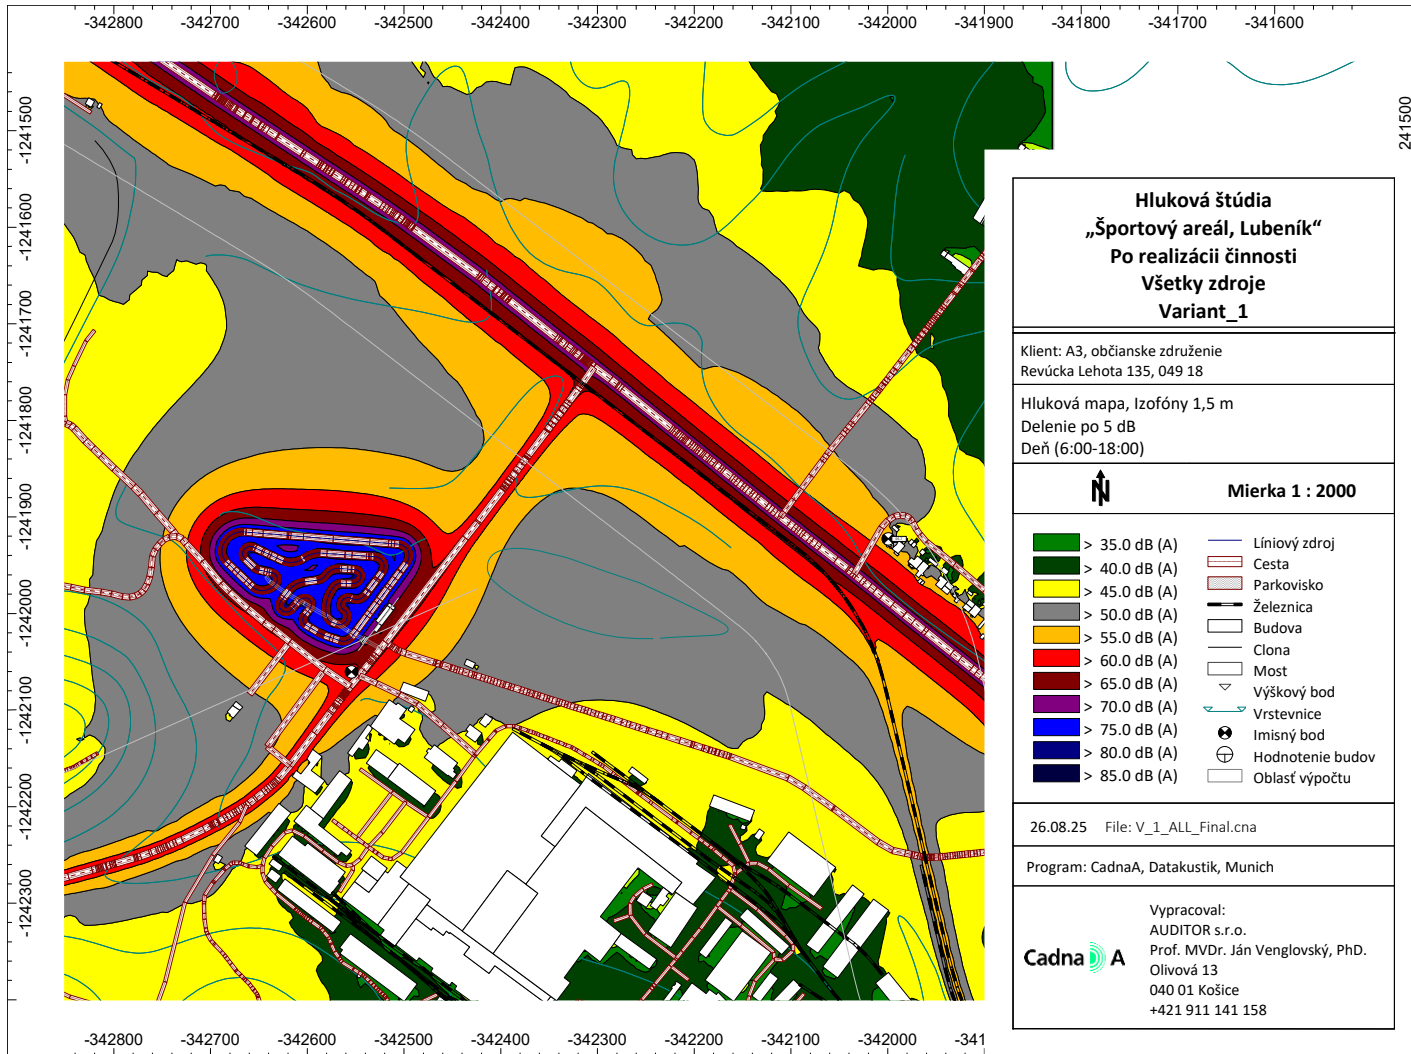 -342800 -342700 -342600 -342500 -342400 -342300 -342200 -342100 -342000 -341900 -341800 -341700 -341600
-1241500
-1241600
-1241700
-1241800
-1241900
-1242000
-1242100
-1242200
-1242300
241500
Hluková štúdia
„Športový areál, Lubeník“
Po realizácii činnosti
Všetky zdroje
Variant_1
Klient: A3, občianske združenie
Revúcka Lehota 135, 049 18
Hluková mapa, Izofóny 1,5 m
Delenie po 5 dB
Deň (6:00-18:00)
N
Mierka 1 : 2000
> 35.0 dB (A)
> 40.0 dB (A)
> 45.0 dB (A)
> 50.0 dB (A)
> 55.0 dB (A)
> 60.0 dB (A)
> 65.0 dB (A)
> 70.0 dB (A)
> 75.0 dB (A)
> 80.0 dB (A)
> 85.0 dB (A)
Líniový zdroj
Cesta
Parkovisko
Železnica
Budova
Clona
Most
Výškový bod
Vrstevnice
Imisný bod
Hodnotenie budov
Oblasť výpočtu
26.08.25 File: V_1_ALL_Final.cna
Program: CadnaA, Datakustik, Munich
Cadna A
Vypracoval:
AUDITOR s.r.o.
Prof. MVDr. Ján Venglovský, PhD.
Olivová 13
040 01 Košice
+421 911 141 158
-342800 -342700 -342600 -342500 -342400 -342300 -342200 -342100 -342000 -3419